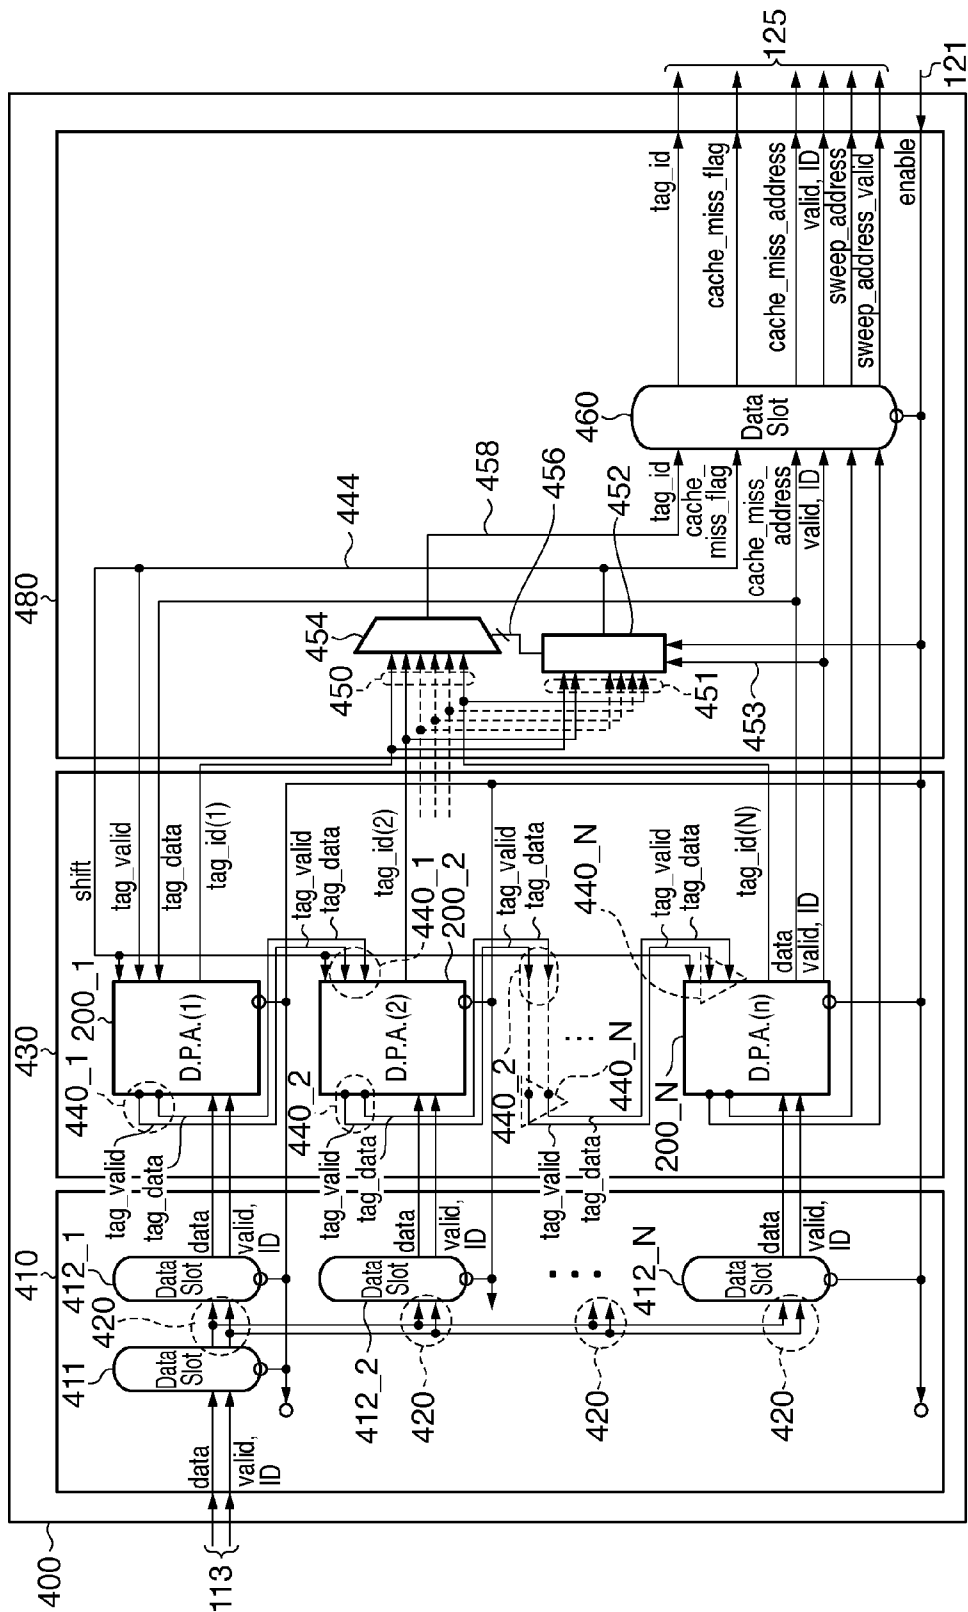 400
113
data
valid,
ID
410
411
Data
Slot
420
412_1
Data
Slot
data
valid,
ID
412_2
Data
Slot
420
data
valid,
ID
420
412_N
Data
Slot
420
data
valid,
ID
430
440_1
tag_valid
tag_data
200_1
D.P.A.(1)
shift
tag_valid
tag_data
tag_id(1)
440_2
tag_valid
tag_data
D.P.A.(2)
tag_valid
tag_data
tag_id(2)
440_1
200_2
440_2
tag_valid
tag_data
440_N
tag_valid
tag_data
440_N
200_N
D.P.A.(n)
tag_valid
tag_data
tag_id(N)
data
valid, ID
480
444
454
450
458
456
452
451
453
tag_id
cache_
miss_flag
cache_miss_
address
valid, ID
460
Data
Slot
tag_id
cache_miss_flag
cache_miss_address
valid, ID
sweep_address
sweep_address_valid
enable
125
121